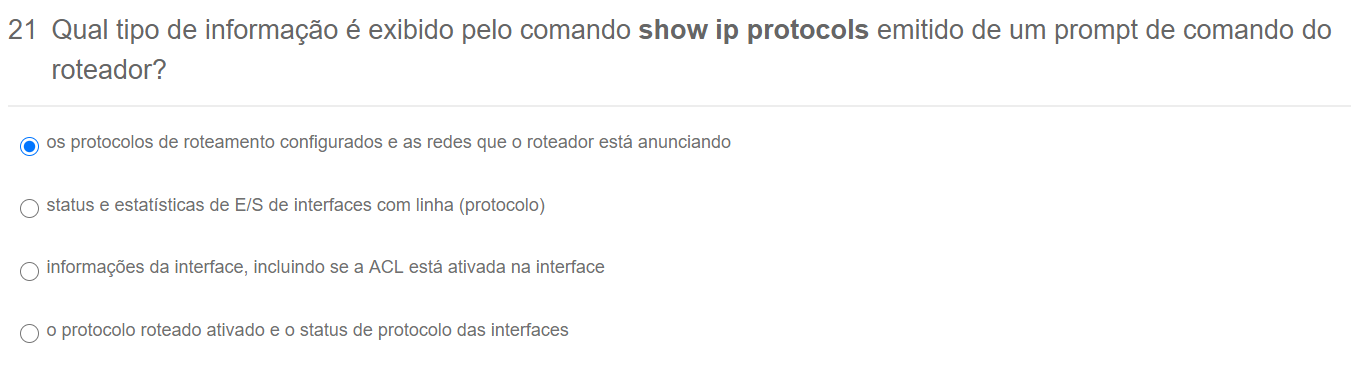 21 Qual tipo de informação é exibido pelo comando show ip protocols emitido de um prompt de comando do
roteador?
os protocolos de roteamento configurados e as redes que o roteador está anunciando
status e estatísticas de E/S de interfaces com linha (protocolo)
informações da interface, incluindo se a ACL está ativada na interface
o protocolo roteado ativado e o status de protocolo das interfaces